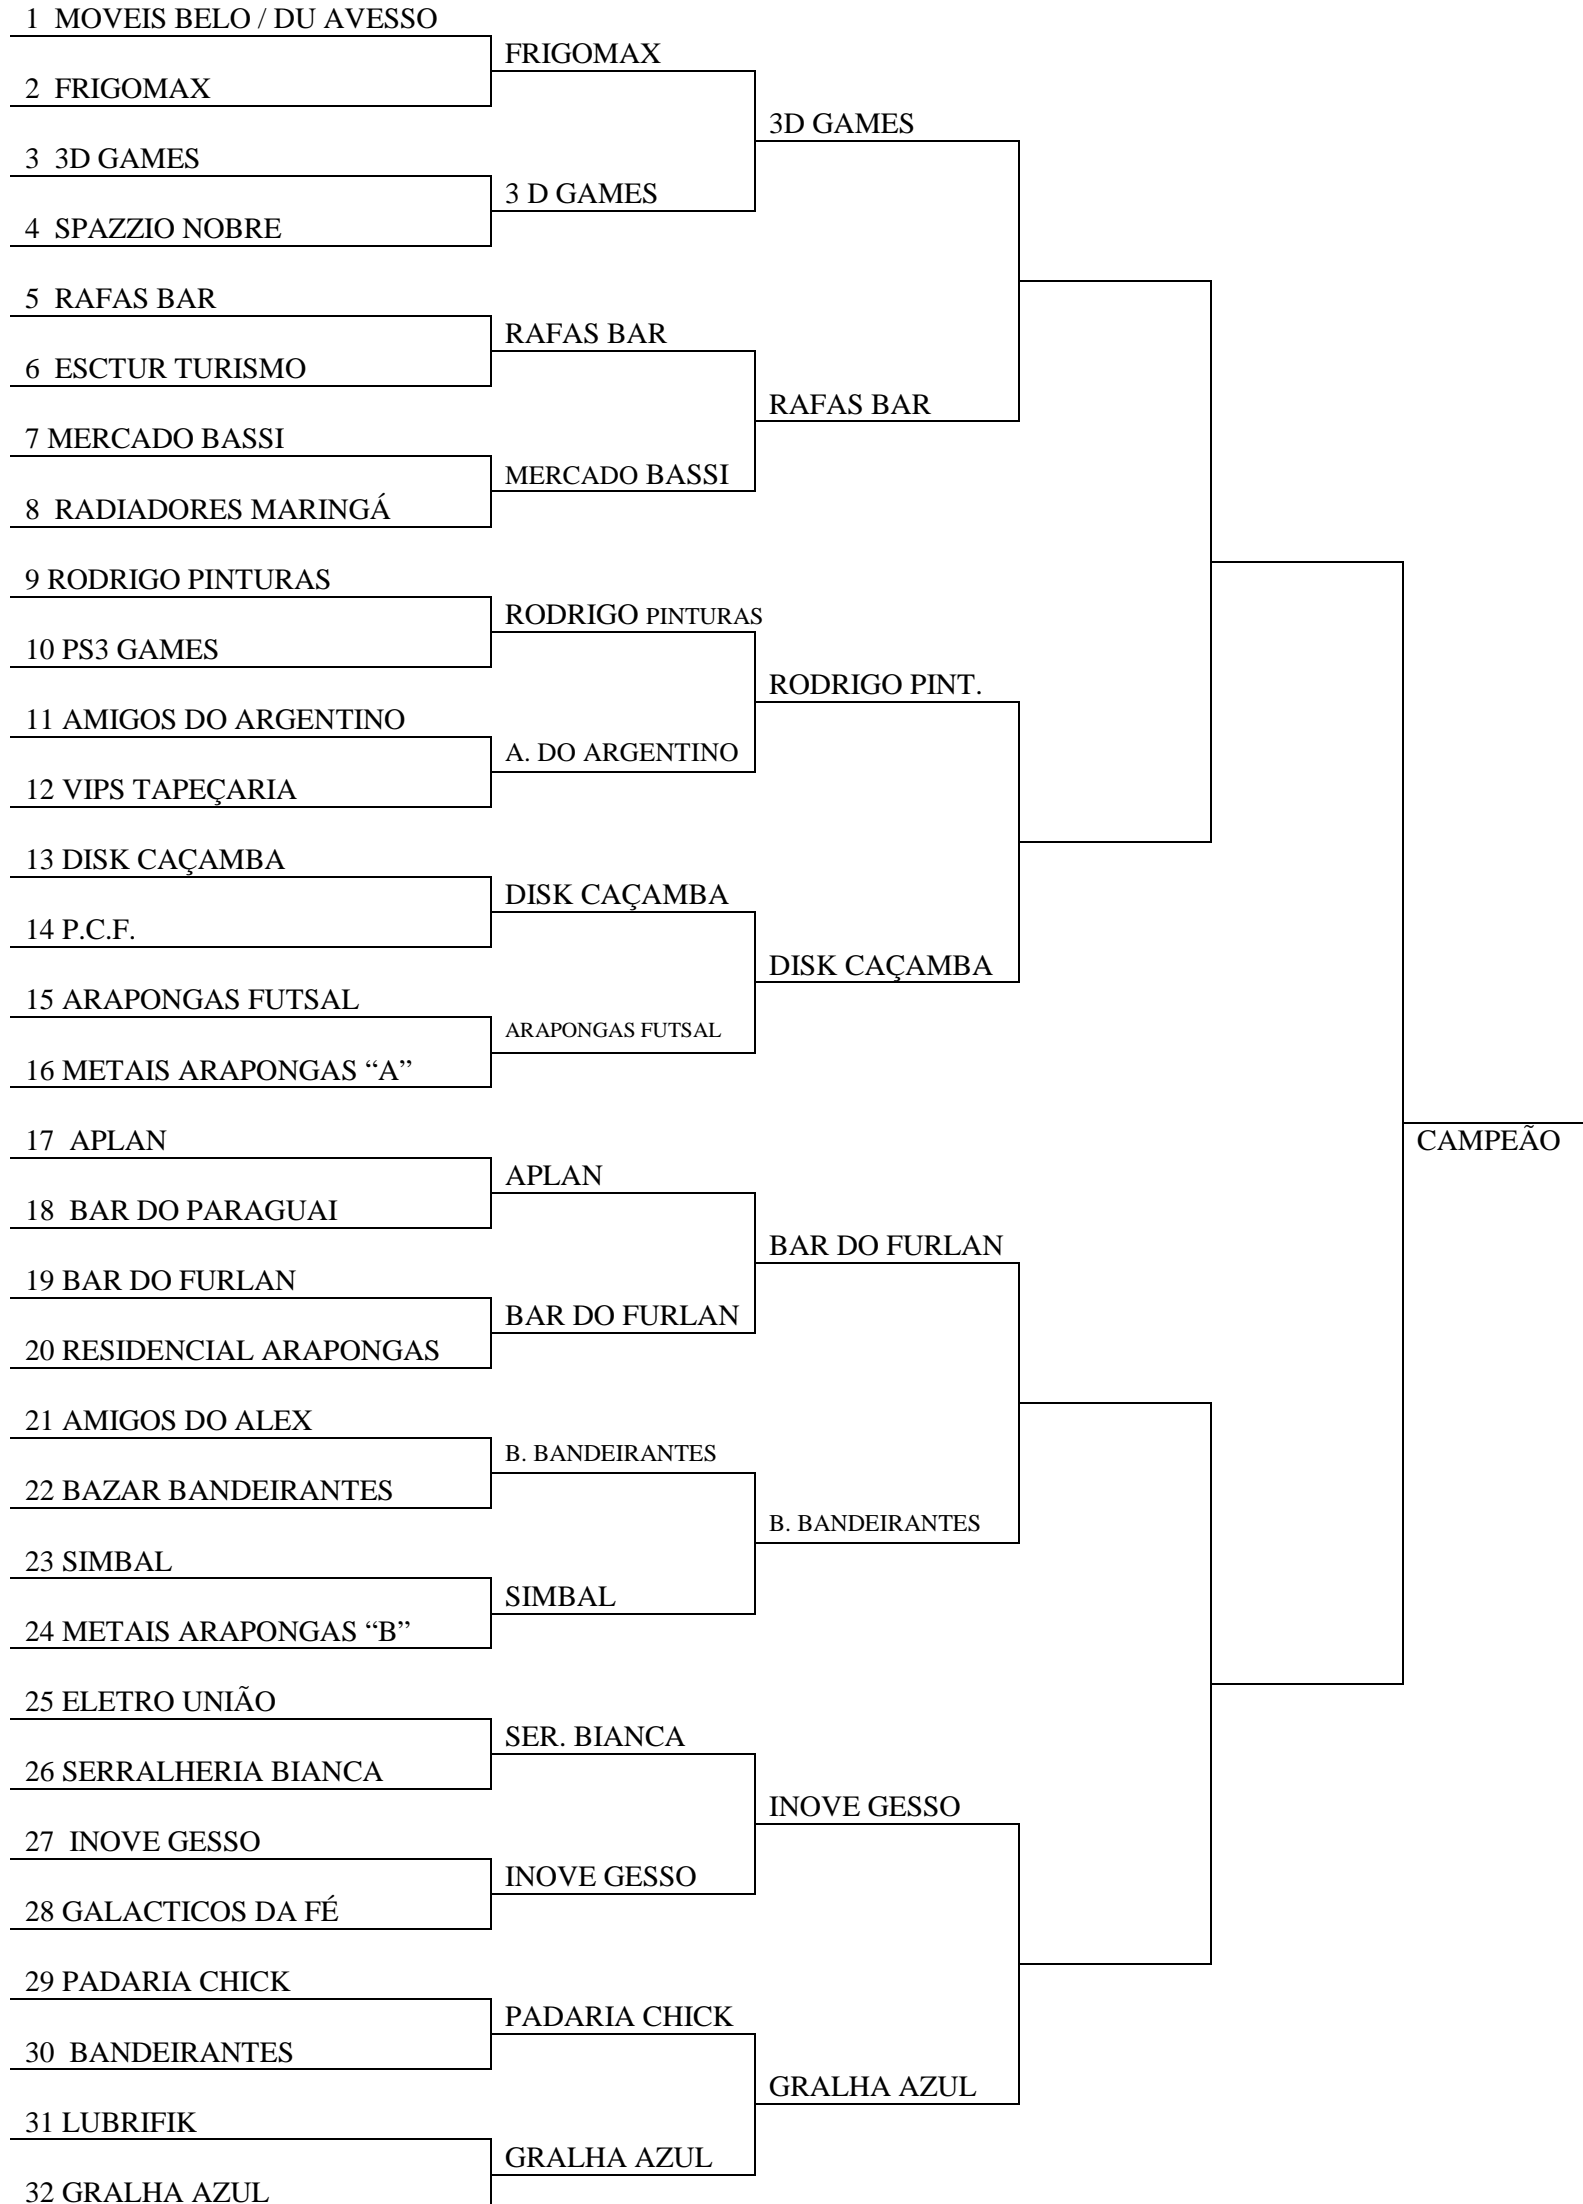 1 MOVEIS BELO / DU AVESSO
FRIGOMAX
2 FRIGOMAX
3D GAMES
3 3D GAMES
3 D GAMES
4 SPAZZIO NOBRE
5 RAFAS BAR
RAFAS BAR
6 ESCTUR TURISMO
RAFAS BAR
7 MERCADO BASSI
MERCADO BASSI
8 RADIADORES MARINGÁ
9 RODRIGO PINTURAS
RODRIGO PINTURAS
10 PS3 GAMES
RODRIGO PINT.
11 AMIGOS DO ARGENTINO
A. DO ARGENTINO
12 VIPS TAPEÇARIA
13 DISK CAÇAMBA
DISK CAÇAMBA
14 P.C.F.
DISK CAÇAMBA
15 ARAPONGAS FUTSAL
ARAPONGAS FUTSAL
16 METAIS ARAPONGAS “A”
17 APLAN
CAMPEÃO
APLAN
18 BAR DO PARAGUAI
BAR DO FURLAN
19 BAR DO FURLAN
BAR DO FURLAN
20 RESIDENCIAL ARAPONGAS
21 AMIGOS DO ALEX
B. BANDEIRANTES
22 BAZAR BANDEIRANTES
B. BANDEIRANTES
23 SIMBAL
SIMBAL
24 METAIS ARAPONGAS “B”
25 ELETRO UNIÃO
SER. BIANCA
26 SERRALHERIA BIANCA
INOVE GESSO
27 INOVE GESSO
INOVE GESSO
28 GALACTICOS DA FÉ
29 PADARIA CHICK
PADARIA CHICK
30 BANDEIRANTES
GRALHA AZUL
31 LUBRIFIK
GRALHA AZUL
32 GRALHA AZUL